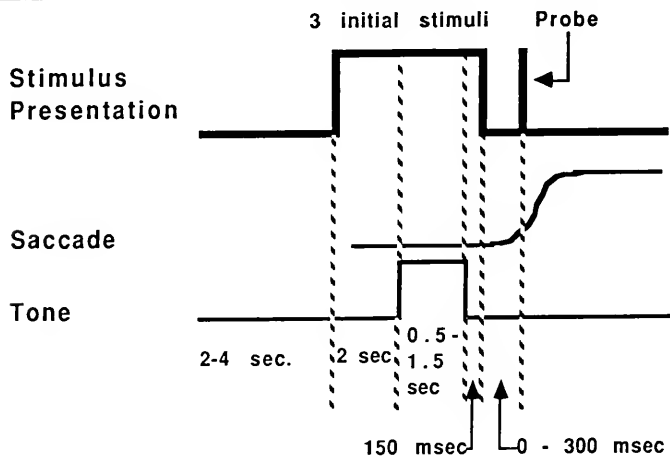 3 initial stimuli Probe
Stimulus
Presentation
Saccade
Tone
2-4 sec. 2 sec 0.5-
1.5
sec
150 msec 0 - 300 msec